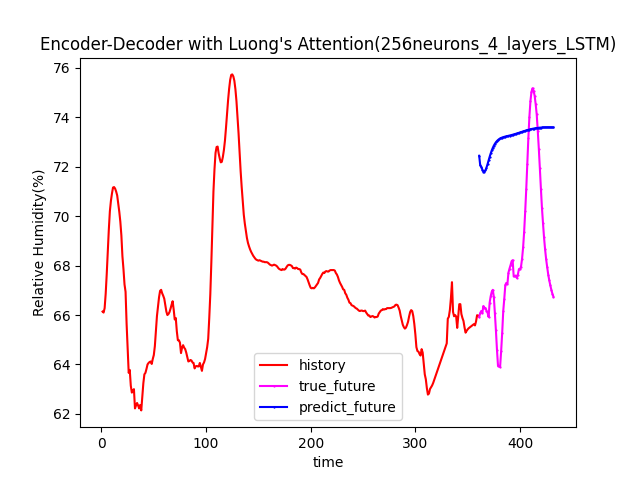 Encoder-Decoder with Luong's Attention(256neurons_4_layers_LSTM)
76
74
72
70
68
66
64
62
Relative Humidity(%)
history
true_future
predict_future
0 100 200 300 400
time